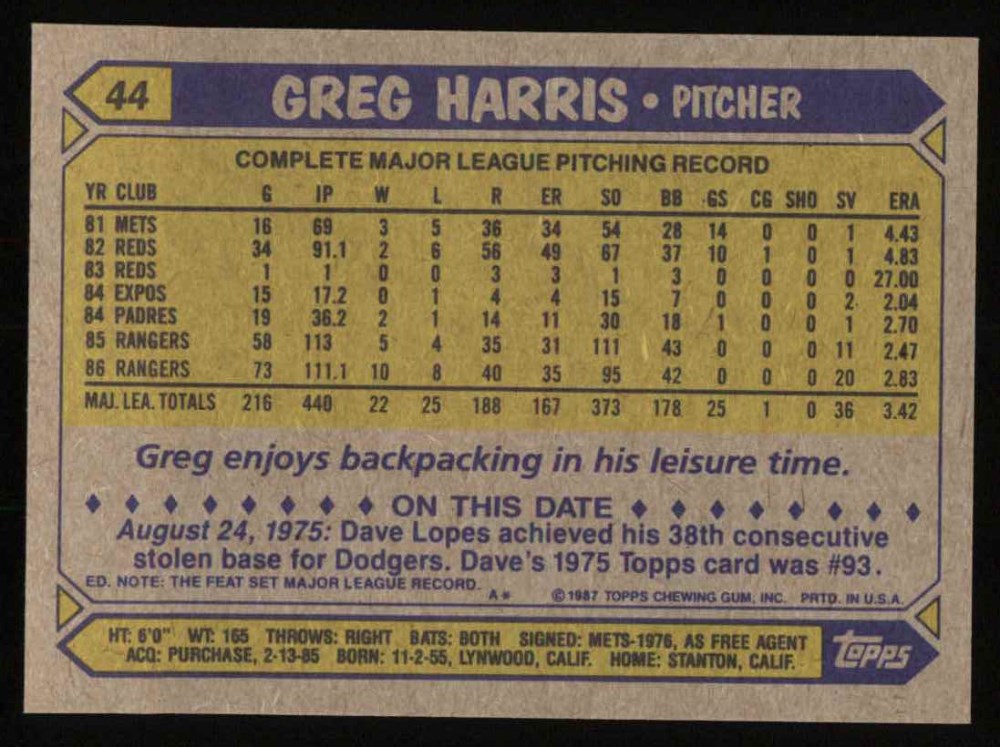 44 GREG HARRIS • PITCHER
COMPLETE MAJOR LEAGUE PITCHING RECORD
YR CLUB G IP W L R ER SO BB GS CG SHO SV ERA
81 METS 16 69 3 5 36 34 54 28 14 0 0 1 4.43
82 REDS 34 91.1 2 6 56 49 67 37 10 1 0 1 4.83
83 REDS 1 1 0 0 3 3 1 3 0 0 0 0 27.00
84 EXPOS 15 17.2 0 1 4 4 15 7 0 0 0 2 2.04
84 PADRES 19 36.2 2 1 14 11 30 18 1 0 0 1 2.70
85 RANGERS 58 113 5 4 35 31 111 43 0 0 0 11 2.47
86 RANGERS 73 111.1 10 8 40 35 95 42 0 0 0 20 2.83
MAJ. LEA. TOTALS 216 440 22 25 188 167 373 178 25 1 0 36 3.42
Greg enjoys backpacking in his leisure time.
ON THIS DATE
August 24, 1975: Dave Lopes achieved his 38th consecutive
stolen base for Dodgers. Dave's 1975 Topps card was #93.
ED. NOTE: THE FEAT SET MAJOR LEAGUE RECORD.
A* ©1987 TOPPS CHEWING GUM, INC. PRTD. IN U.S.A.
HT: 6'0" WT: 165 THROWS: RIGHT BATS: BOTH SIGNED: METS-1976, AS FREE AGENT
ACQ: PURCHASE, 2-13-85 BORN: 11-2-55, LYNWOOD, CALIF. HOME: STANTON, CALIF.
Topps